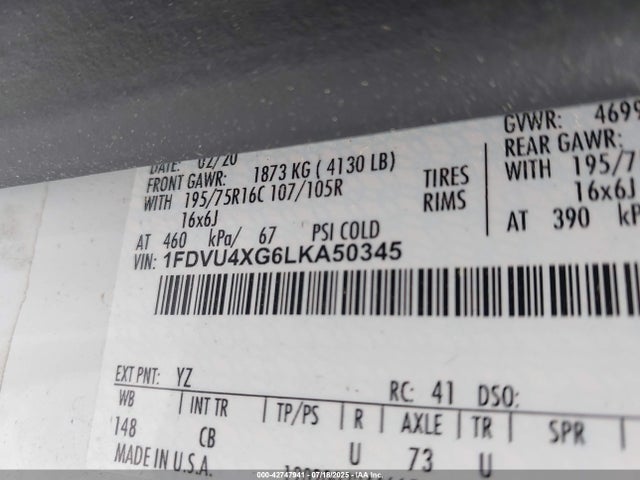 DATE: 02/20
GVWR: 4699
FRONT GAWR: 1873 KG ( 4130 LB)
REAR GAWR:
WITH 195/75R16C 107/105R TIRES
WITH 195/7
16x6J RIMS
16x6J
AT 460 kPa/ 67 PSI COLD
AT 390 k
VIN: 1FDVU4XG6LKA50345
EXT PNT: YZ RC: 41 DSO:
WB INT TR TP/PS R AXLE TR SPR
148 CB U 73 U
MADE IN U.S.A.
000-42747941 - 07/18/2025 - IAAI.COM